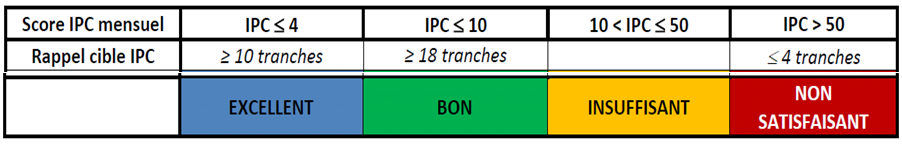 Score IPC mensuel IPC ≤ 4 IPC ≤ 10 10 < IPC ≤ 50 IPC > 50
Rappel cible IPC ≥ 10 tranches ≥ 18 tranches ≤ 4 tranches
EXCELLENT BON INSUFFISANT NON SATISFAISANT